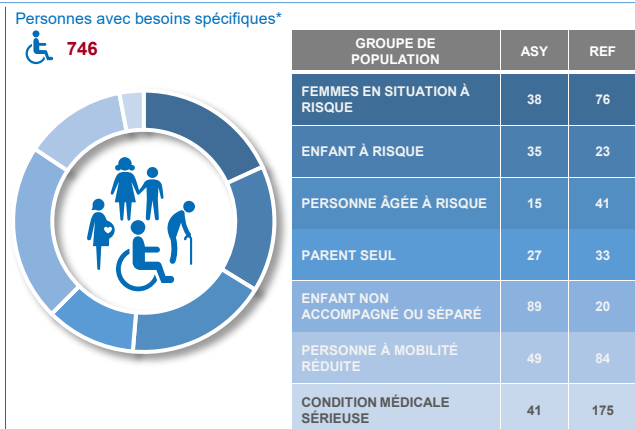 Personnes avec besoins spécifiques*
746
GROUPE DE
POPULATION
ASY
REF
FEMMES EN SITUATION À
RISQUE
38
76
ENFANT À RISQUE
35
23
PERSONNE ÂGÉE À RISQUE
15
41
PARENT SEUL
27
33
ENFANT NON
ACCOMPAGNÉ OU SÉPARÉ
89
20
PERSONNE À MOBILITÉ
RÉDUITE
49
84
CONDITION MÉDICALE
SÉRIEUSE
41
175